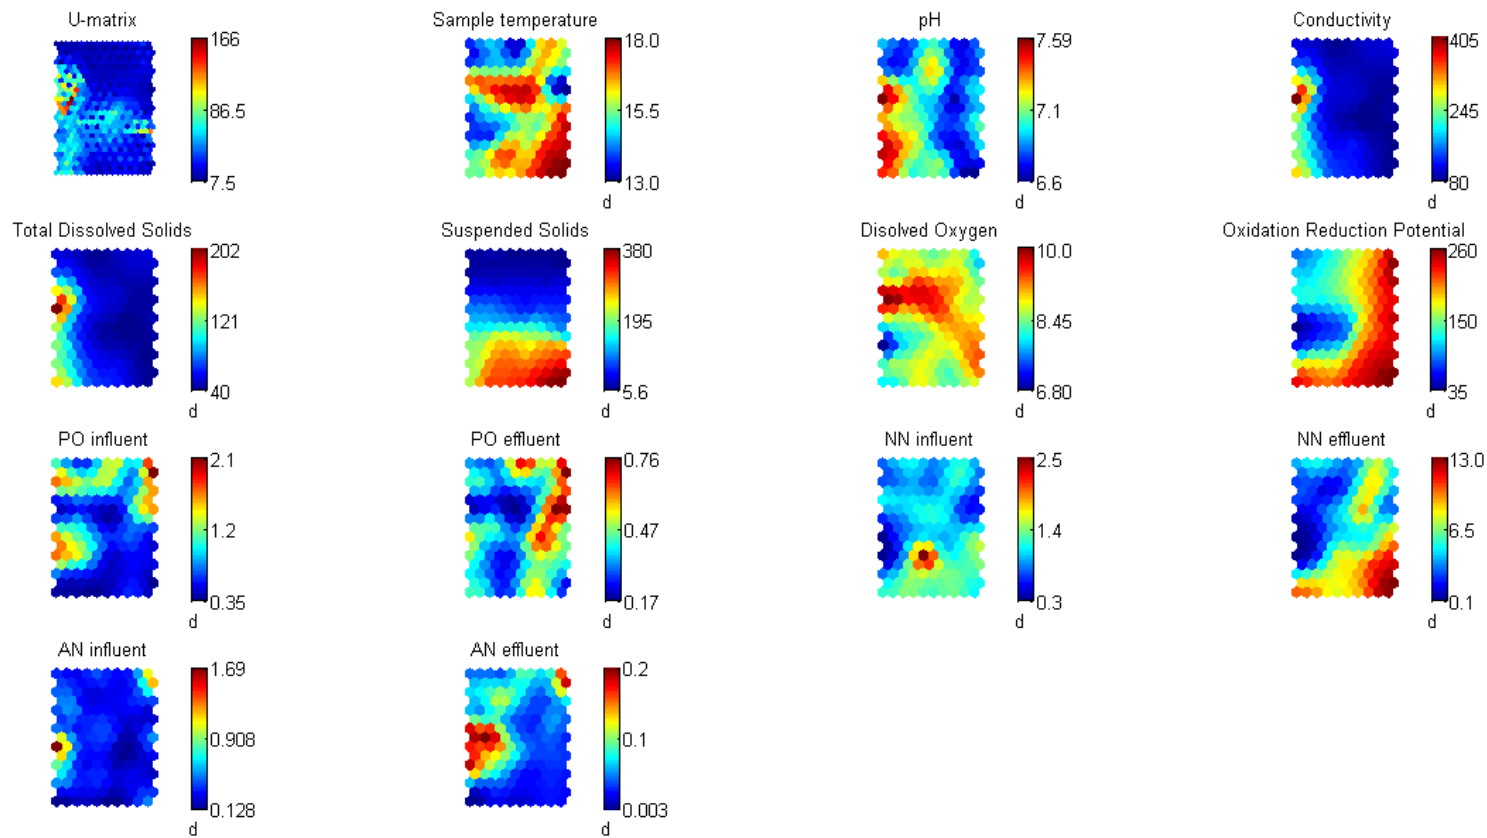 U-matrix
166
86.5
7.5
Sample temperature
18.0
15.5
13.0
d
pH
7.59
7.1
6.6
d
Conductivity
405
245
80
d
Total Dissolved Solids
202
121
40
d
Suspended Solids
380
195
5.6
d
Disolved Oxygen
10.0
8.45
6.80
d
Oxidation Reduction Potential
260
150
35
d
PO influent
2.1
1.2
0.35
d
PO effluent
0.76
0.47
0.17
d
NN influent
2.5
1.4
0.3
d
NN effluent
13.0
6.5
0.1
d
AN influent
1.69
0.908
0.128
d
AN effluent
0.2
0.1
0.003
d